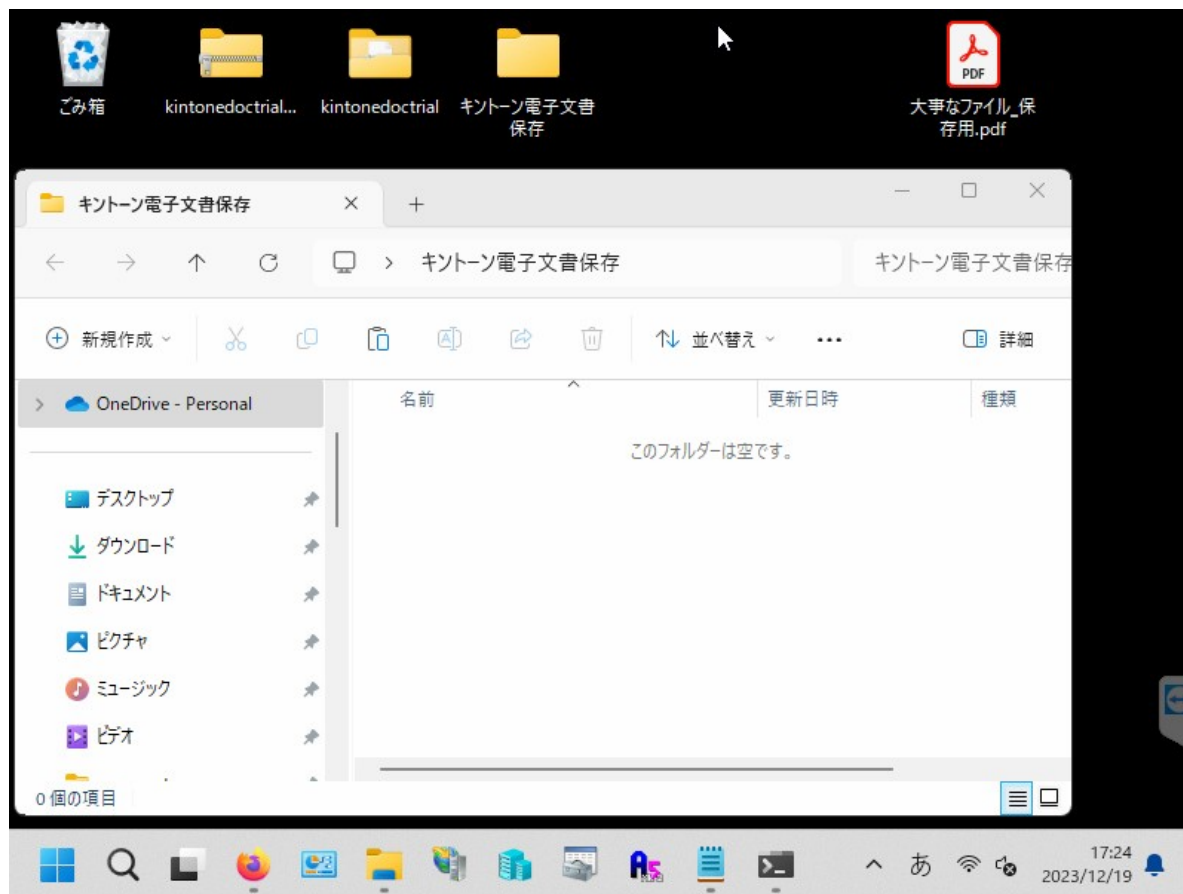 ごみ箱
kintonedoctrial...
kintonedoctrial
キントーン電子文書
保存
PDF
大事なファイル_保
存用.pdf
キントーン電子文書保存
キントーン電子文書保存
キントーン電子文書保存
新規作成
並べ替え
詳細
OneDrive - Personal
名前
更新日時
種類
このフォルダーは空です。
デスクトップ
ダウンロード
ドキュメント
ピクチャ
ミュージック
ビデオ
0 個の項目
あ
17:24
2023/12/19